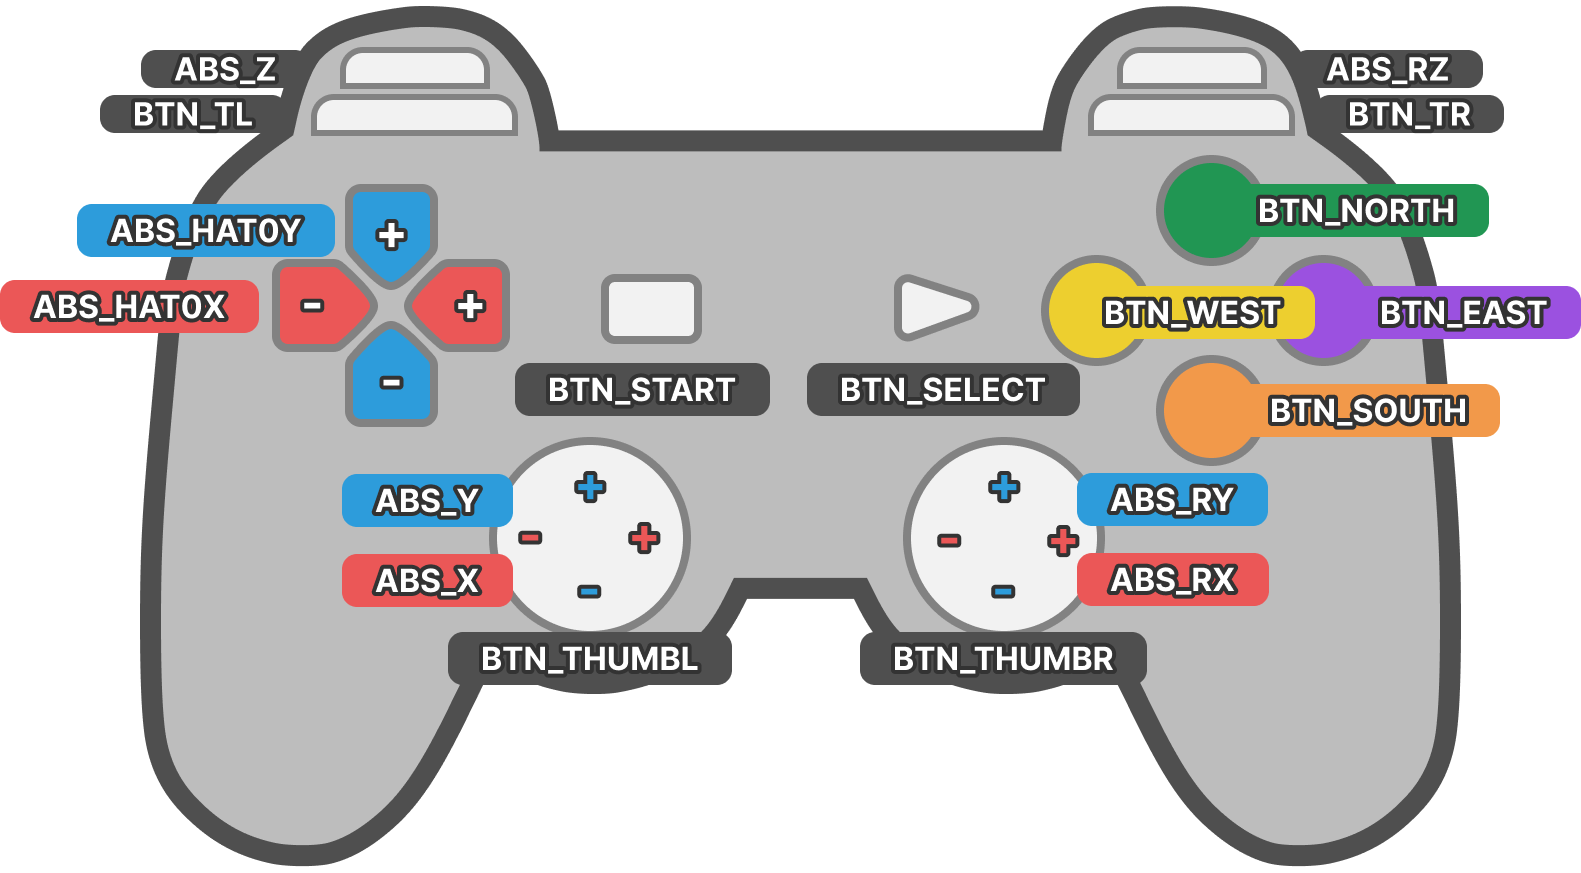 ABS_Z
ABS_RZ
BTN_TL
BTN_TR
BTN_NORTH
ABS_HAT0Y
+
ABS_HAT0X
-
+
BTN_WEST
BTN_EAST
-
BTN_START
BTN_SELECT
BTN_SOUTH
ABS_Y
+
+
ABS_RY
-
+
-
+
ABS_X
-
-
ABS_RX
BTN_THUMBL
BTN_THUMBR